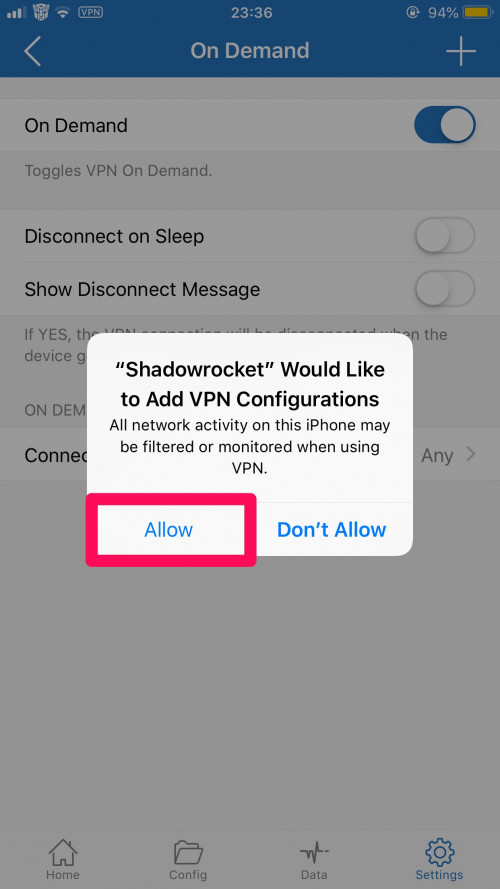 VPN 23:36 94%
On Demand
On Demand
Toggles VPN On Demand.
Disconnect on Sleep
Show Disconnect Message
If YES, the VPN connection will be disconnected when the
device g
“Shadowrocket” Would Like
to Add VPN Configurations
All network activity on this iPhone may
be filtered or monitored when using
VPN.
ON DEM
Connec Any
Allow Don’t Allow
Home Config Data Settings